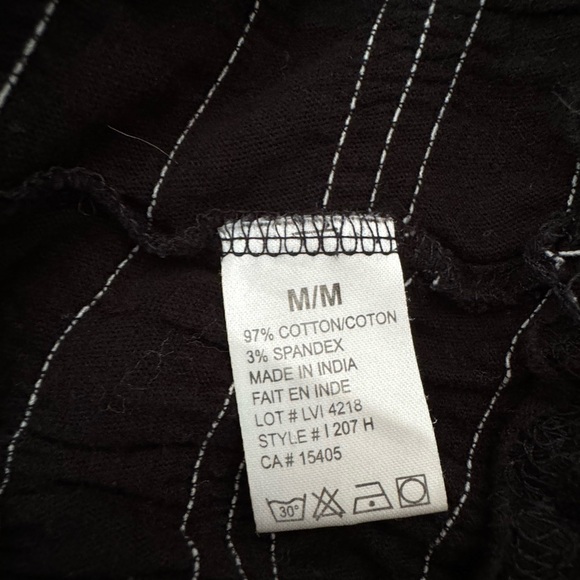 M/M
97% COTTON/COTON
3% SPANDEX
MADE IN INDIA
FAIT EN INDE
LOT # LVI 4218
STYLE # I 207 H
CA # 15405
30°